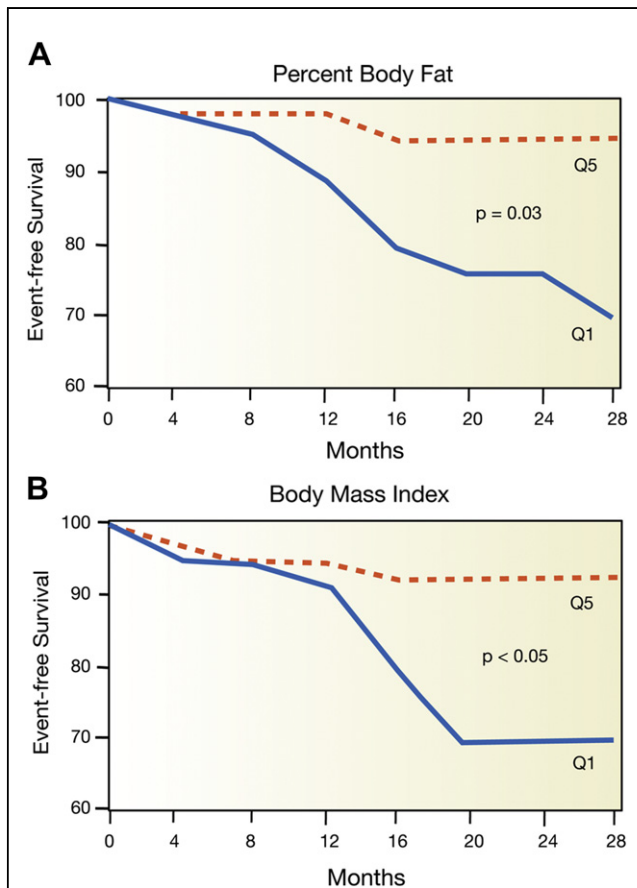 A
Percent Body Fat
100
90
80
70
60
Event-free Survival
Q5
p = 0.03
Q1
0 4 8 12 16 20 24 28
Months
B
Body Mass Index
100
90
80
70
60
Event-free Survival
Q5
p < 0.05
Q1
0 4 8 12 16 20 24 28
Months